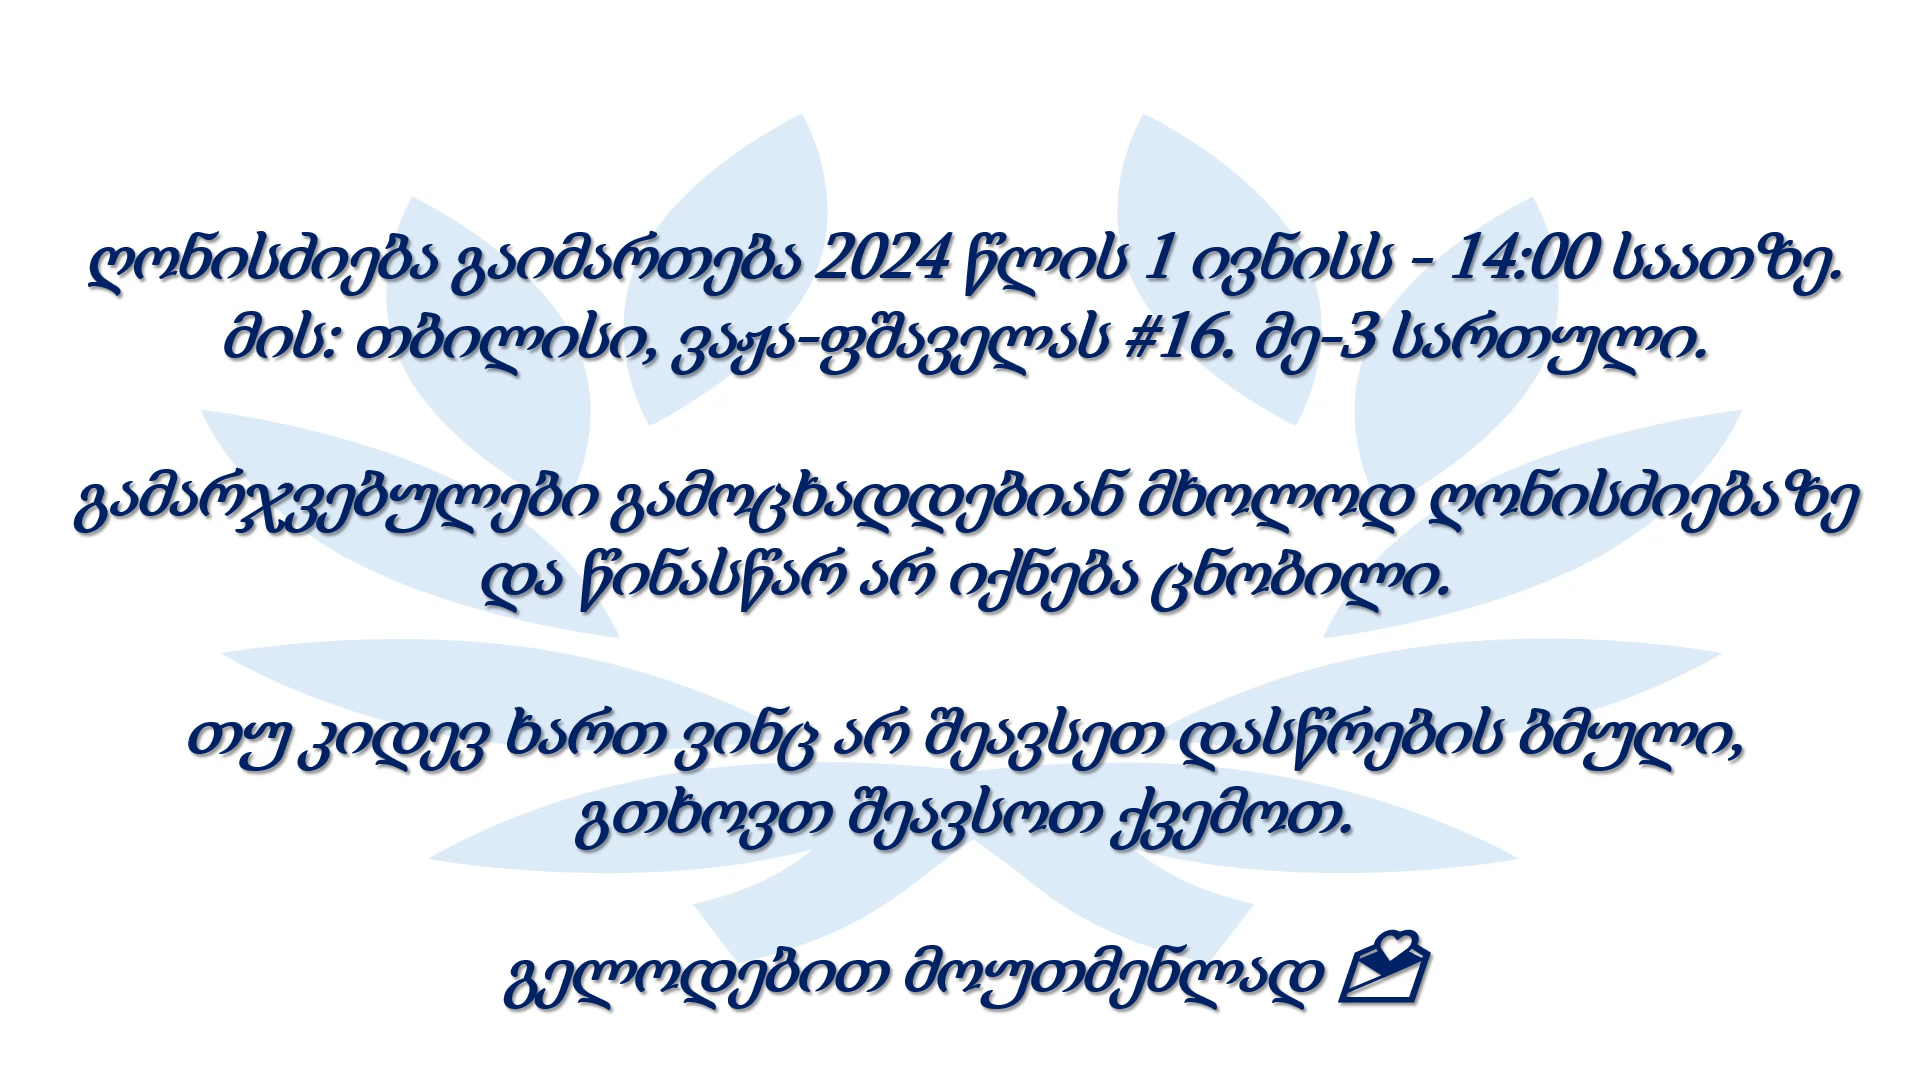 ღონისძიება გაიმართება 2024 წლის 1 ივნისს - 14:00 საათზე.
მის: თბილისი, ვაჟა-ფშაველას #16. მე-3 სართული.
გამარჯვებულები გამოცხადდებიან მხოლოდ ღონისძიებაზე
და წინასწარ არ იქნება ცნობილი.
თუ კიდევ ხართ ვინც არ შეავსეთ დასწრების ბმული,
გთხოვთ შეავსოთ ქვემოთ.
გელოდებით მოუთმენლად